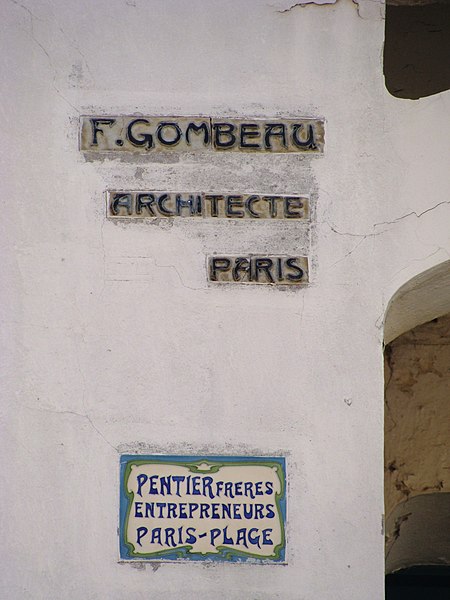 F. GOMBEAU
ARCHITECTE
PARIS
PENTIER FRERES
ENTREPRENEURS
PARIS-PLAGE